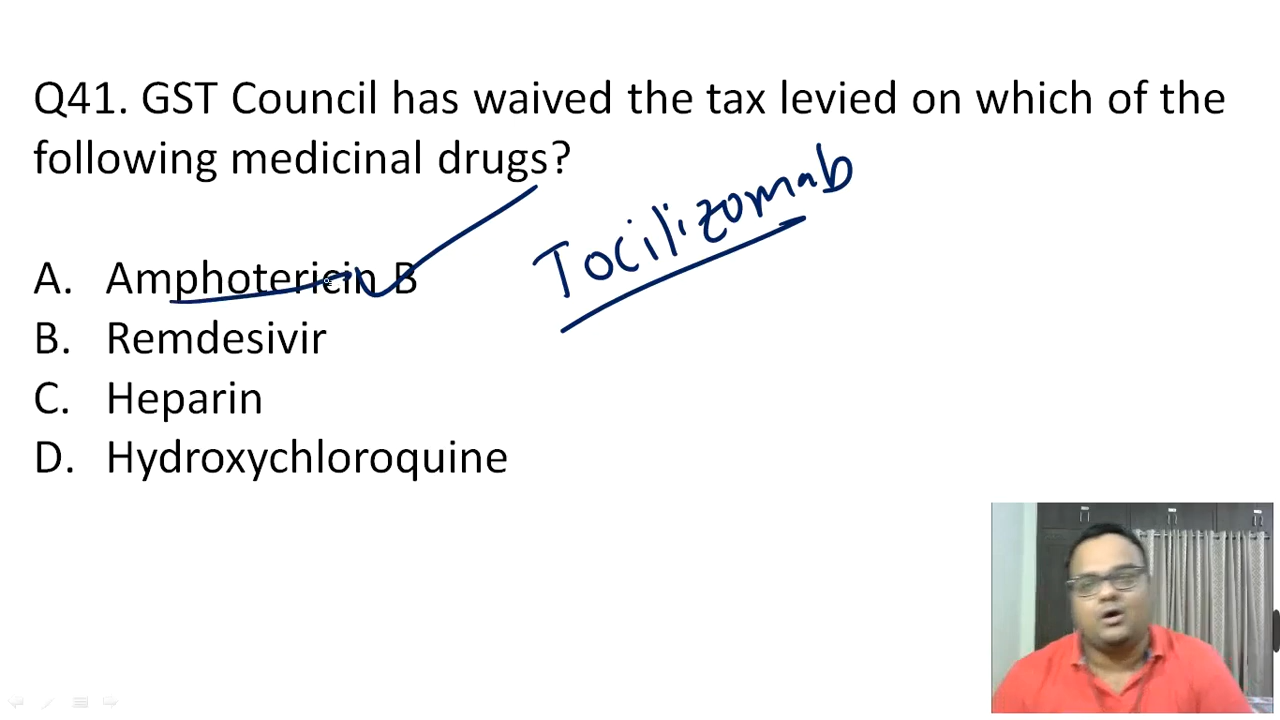 Q41. GST Council has waived the tax levied on which of the
following medicinal drugs?
Tocilizomab
A. Amphotericin B
B. Remdesivir
C. Heparin
D. Hydroxychloroquine